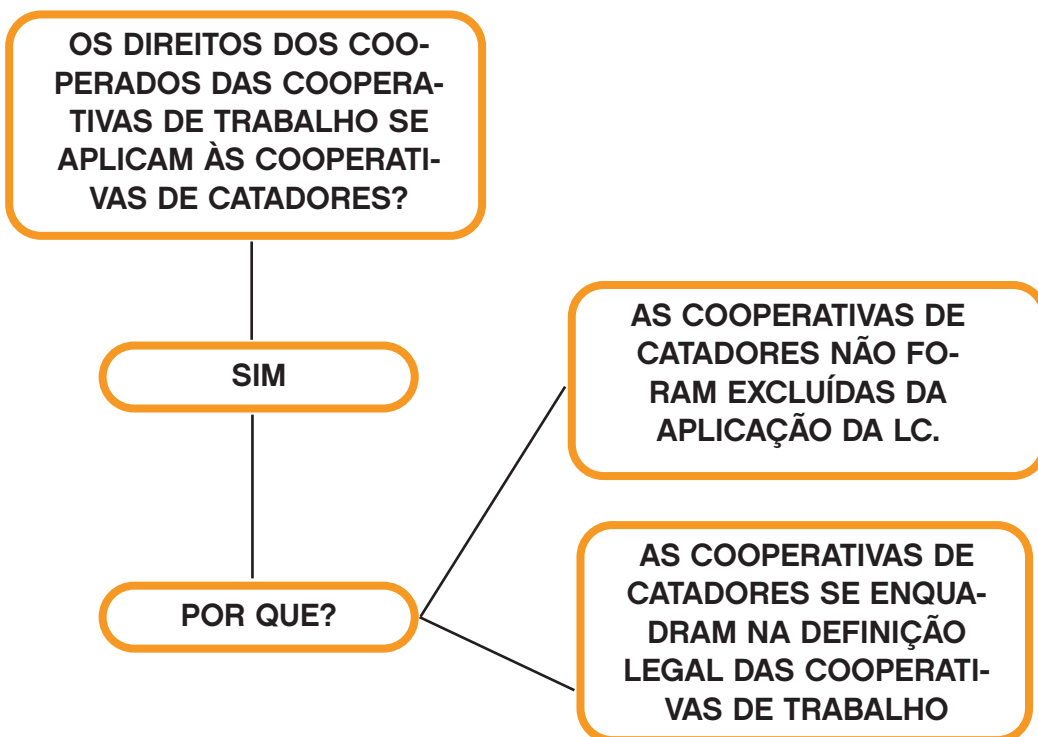 OS DIREITOS DOS COO-
PERADOS DAS COOPERA-
TIVAS DE TRABALHO SE
APLICAM ÀS COOPERATI-
VAS DE CATADORES?
SIM
POR QUE?
AS COOPERATIVAS DE
CATADORES NÃO FO-
RAM EXCLUÍDAS DA
APLICAÇÃO DA LC.
AS COOPERATIVAS DE
CATADORES SE ENQUA-
DRAM NA DEFINIÇÃO
LEGAL DAS COOPERATI-
VAS DE TRABALHO